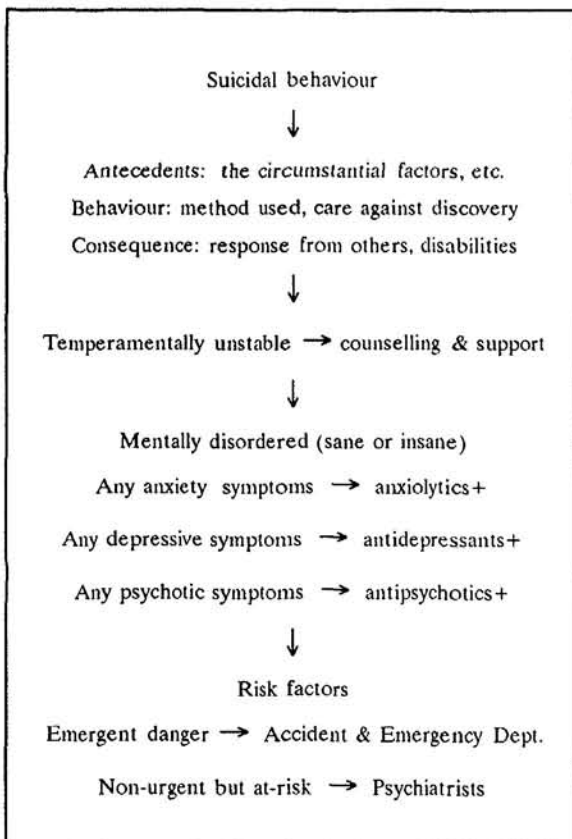 Suicidal behaviour
↓
Antecedents: the circumstantial factors, etc.
Behaviour: method used, care against discovery
Consequence: response from others, disabilities
↓
Temperamentally unstable → counselling & support
↓
Mentally disordered (sane or insane)
Any anxiety symptoms → anxiolytics+
Any depressive symptoms → antidepressants+
Any psychotic symptoms → antipsychotics+
↓
Risk factors
Emergent danger → Accident & Emergency Dept.
Non-urgent but at-risk → Psychiatrists